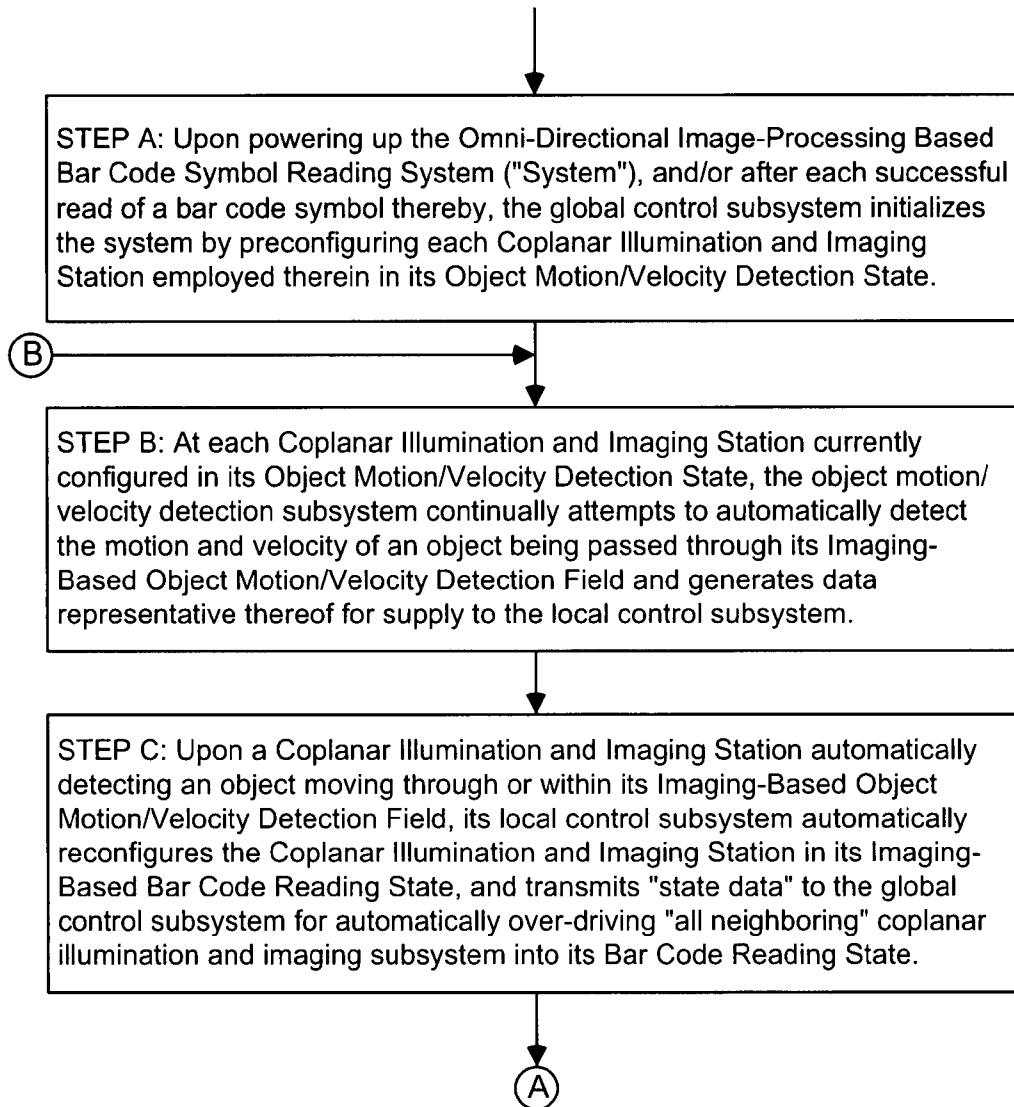 STEP A: Upon powering up the Omni-Directional Image-Processing Based
Bar Code Symbol Reading System ("System"), and/or after each successful
read of a bar code symbol thereby, the global control subsystem initializes
the system by preconfiguring each Coplanar Illumination and Imaging
Station employed therein in its Object Motion/Velocity Detection State.
B
STEP B: At each Coplanar Illumination and Imaging Station currently
configured in its Object Motion/Velocity Detection State, the object motion/
velocity detection subsystem continually attempts to automatically detect
the motion and velocity of an object being passed through its Imaging-
Based Object Motion/Velocity Detection Field and generates data
representative thereof for supply to the local control subsystem.
STEP C: Upon a Coplanar Illumination and Imaging Station automatically
detecting an object moving through or within its Imaging-Based Object
Motion/Velocity Detection Field, its local control subsystem automatically
reconfigures the Coplanar Illumination and Imaging Station in its Imaging-
Based Bar Code Reading State, and transmits "state data" to the global
control subsystem for automatically over-driving "all neighboring" coplanar
illumination and imaging subsystem into its Bar Code Reading State.
A